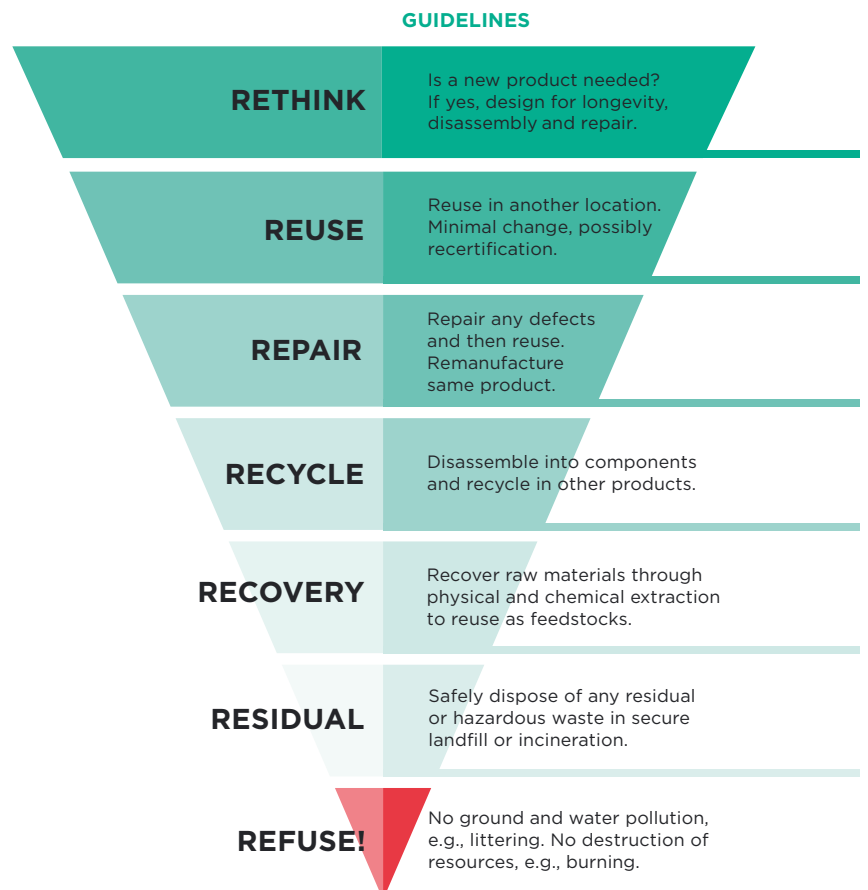 GUIDELINES
RETHINK
Is a new product needed?
If yes, design for longevity,
disassembly and repair.
REUSE
Reuse in another location.
Minimal change, possibly
recertification.
REPAIR
Repair any defects
and then reuse.
Remanufacture
same product.
RECYCLE
Disassemble into components
and recycle in other products.
RECOVERY
Recover raw materials through
physical and chemical extraction
to reuse as feedstocks.
RESIDUAL
Safely dispose of any residual
or hazardous waste in secure
landfill or incineration.
REFUSE!
No ground and water pollution,
e.g., littering. No destruction of
resources, e.g., burning.